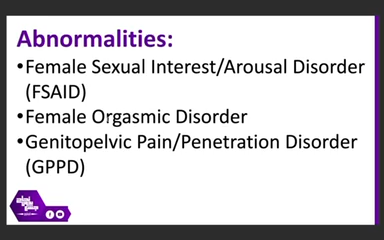 Abnormalities:
•Female Sexual Interest/Arousal Disorder
(FSAID)
•Female Orgasmic Disorder
•Genitopelvic Pain/Penetration Disorder
(GPPD)